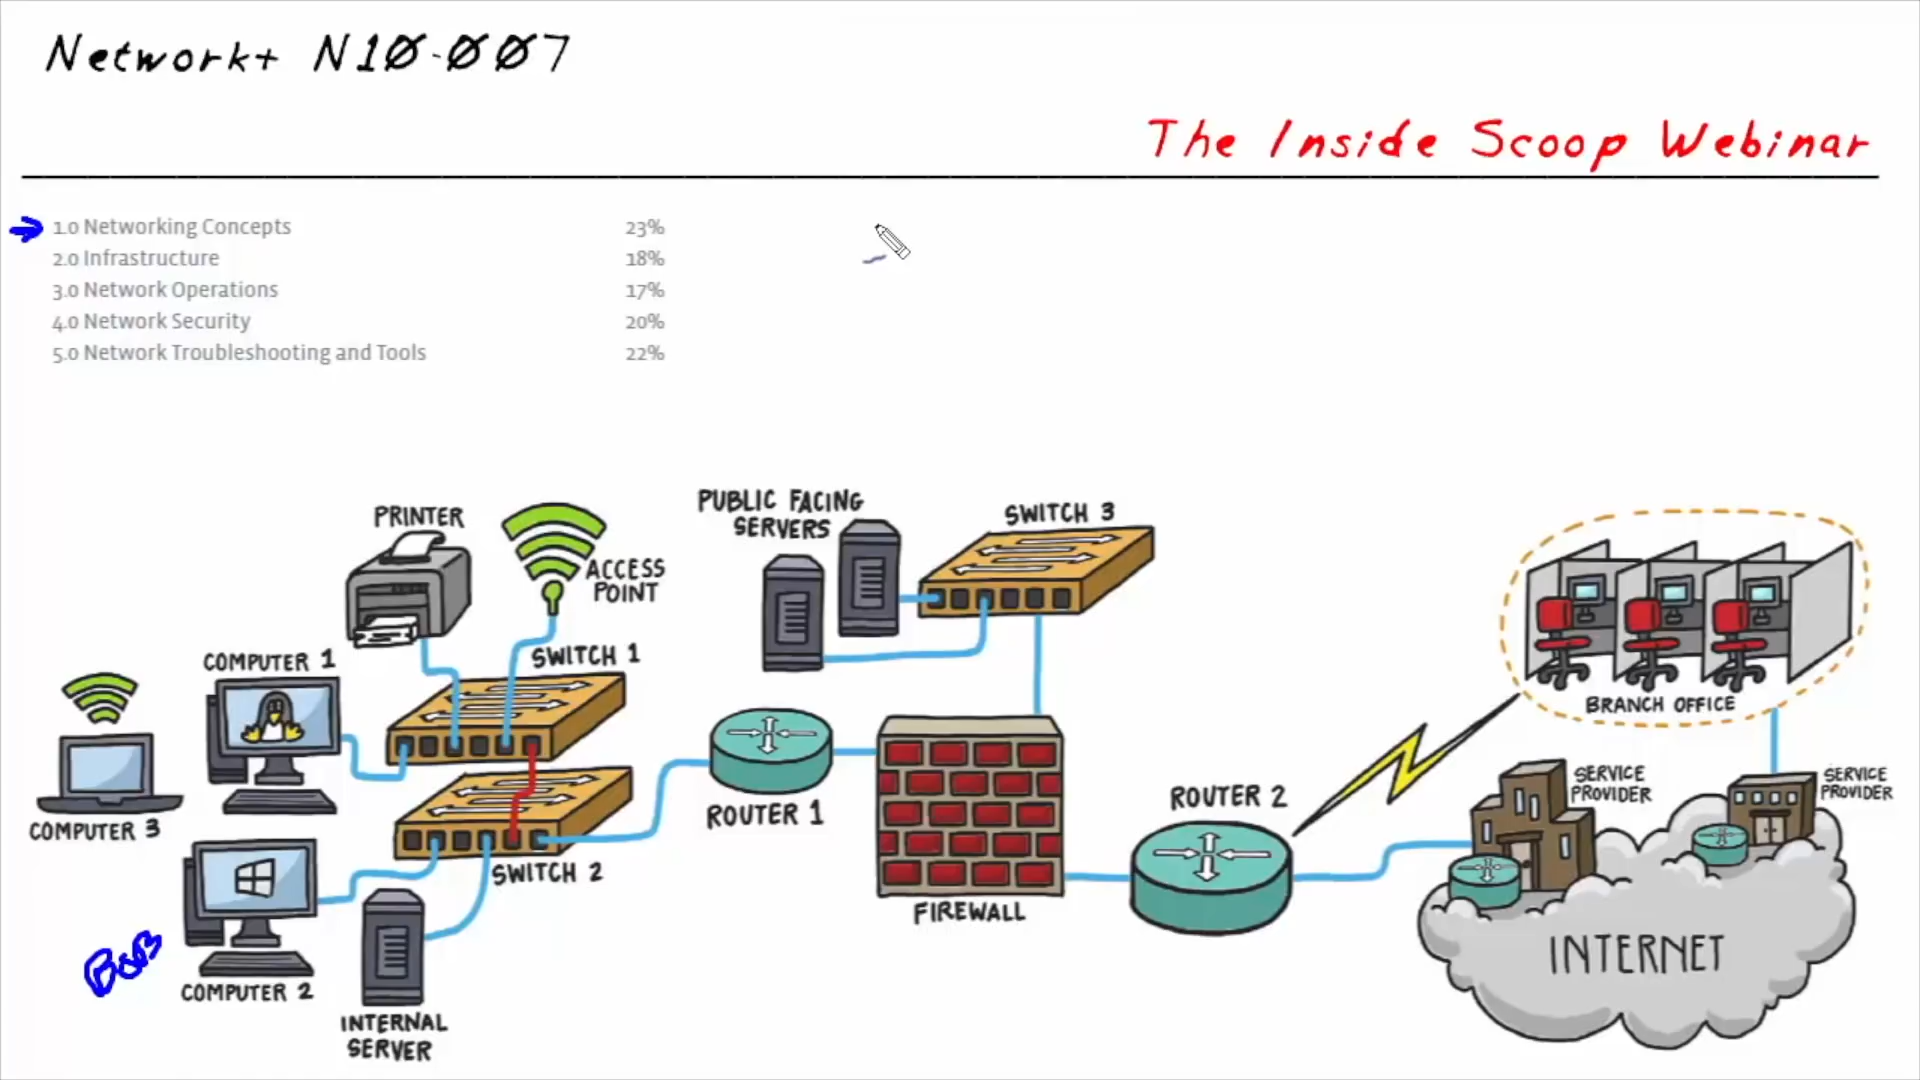 Network+ N10-007
The Inside Scoop Webinar
1.0 Networking Concepts 23%
2.0 Infrastructure 18%
3.0 Network Operations 17%
4.0 Network Security 20%
5.0 Network Troubleshooting and Tools 22%
PRINTER
ACCESS
POINT
PUBLIC FACING
SERVERS
SWITCH 3
COMPUTER 1
SWITCH 1
COMPUTER 3
SWITCH 2
ROUTER 1
FIREWALL
ROUTER 2
BRANCH OFFICE
SERVICE
PROVIDER
SERVICE
PROVIDER
INTERNET
BOB
COMPUTER 2
INTERNAL
SERVER